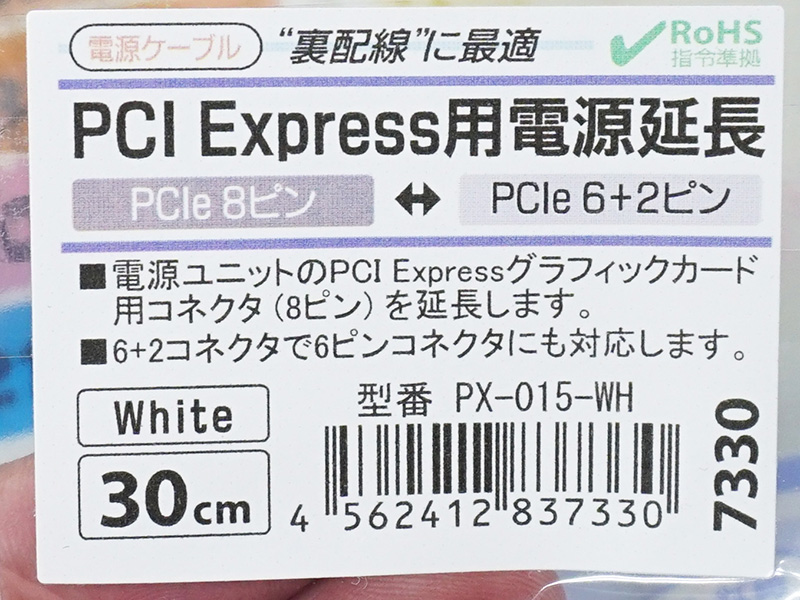 電源ケーブル
“裏配線”に最適
RoHS
指令準拠
PCI Express用電源延長
PCIe 8ピン ↔ PCIe 6+2ピン
■電源ユニットのPCI Expressグラフィックカード
用コネクタ(8ピン)を延長します。
■6+2コネクタで6ピンコネクタにも対応します。
White
30cm
型番 PX-015-WH
4 562412 837330
7330